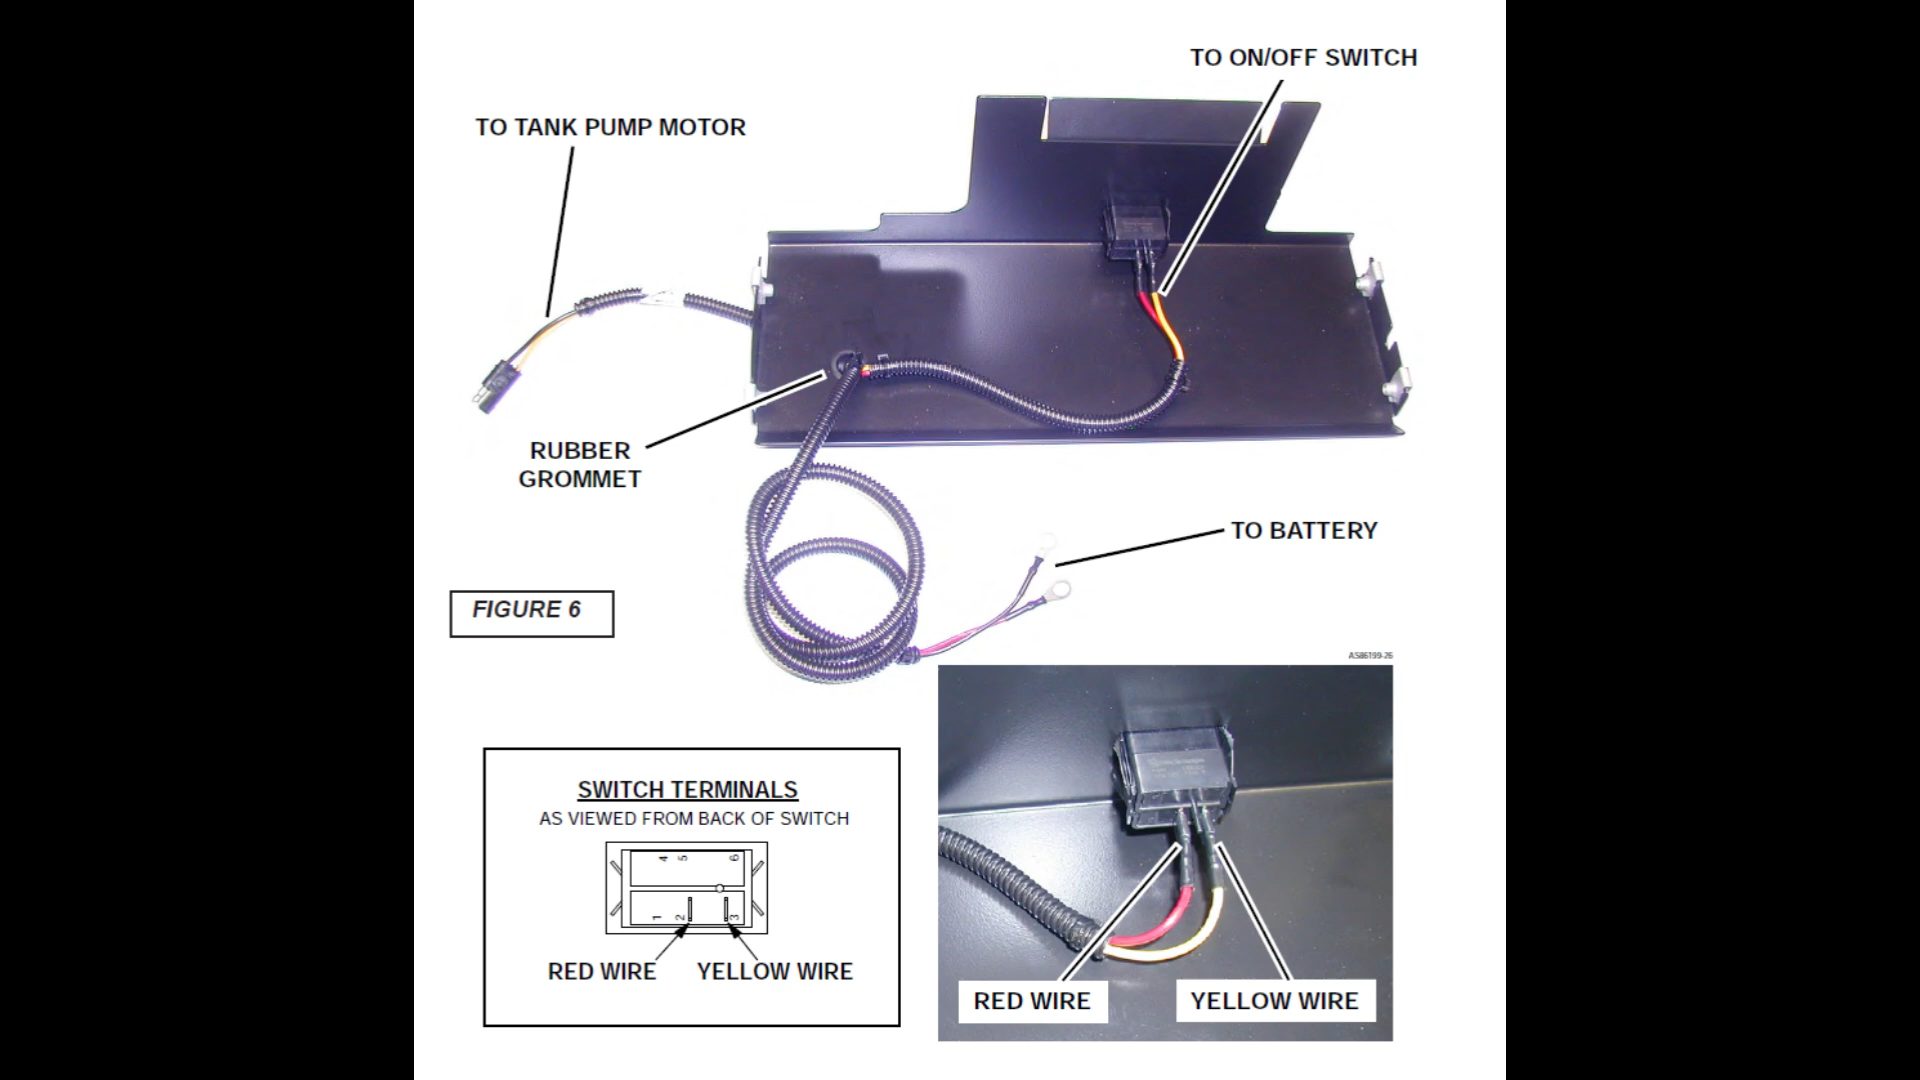 TO ON/OFF SWITCH
TO TANK PUMP MOTOR
RUBBER
GROMMET
TO BATTERY
FIGURE 6
AS86199-26
SWITCH TERMINALS
AS VIEWED FROM BACK OF SWITCH
4 5 6
1 2 3
RED WIRE YELLOW WIRE
RED WIRE YELLOW WIRE